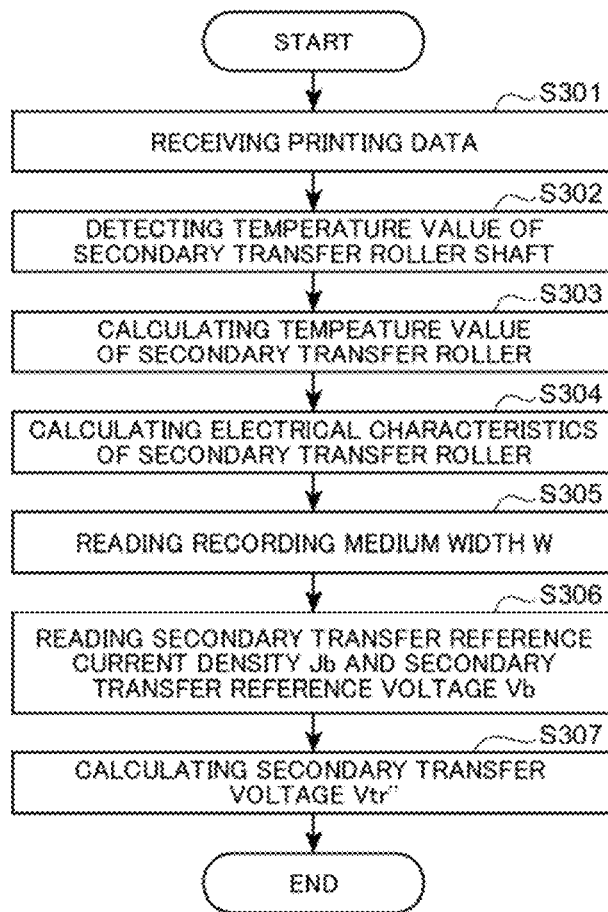 START
S301
RECEIVING PRINTING DATA
S302
DETECTING TEMPERATURE VALUE OF
SECONDARY TRANSFER ROLLER SHAFT
S303
CALCULATING TEMPEATURE VALUE
OF SECONDARY TRANSFER ROLLER
S304
CALCULATING ELECTRICAL CHARACTERISTICS
OF SECONDARY TRANSFER ROLLER
S305
READING RECORDING MEDIUM WIDTH W
S306
READING SECONDARY TRANSFER REFERENCE
CURRENT DENSITY Jb AND SECONDARY
TRANSFER REFERENCE VOLTAGE Vb
S307
CALCULATING SECONDARY TRANSFER
VOLTAGE Vtr"
END